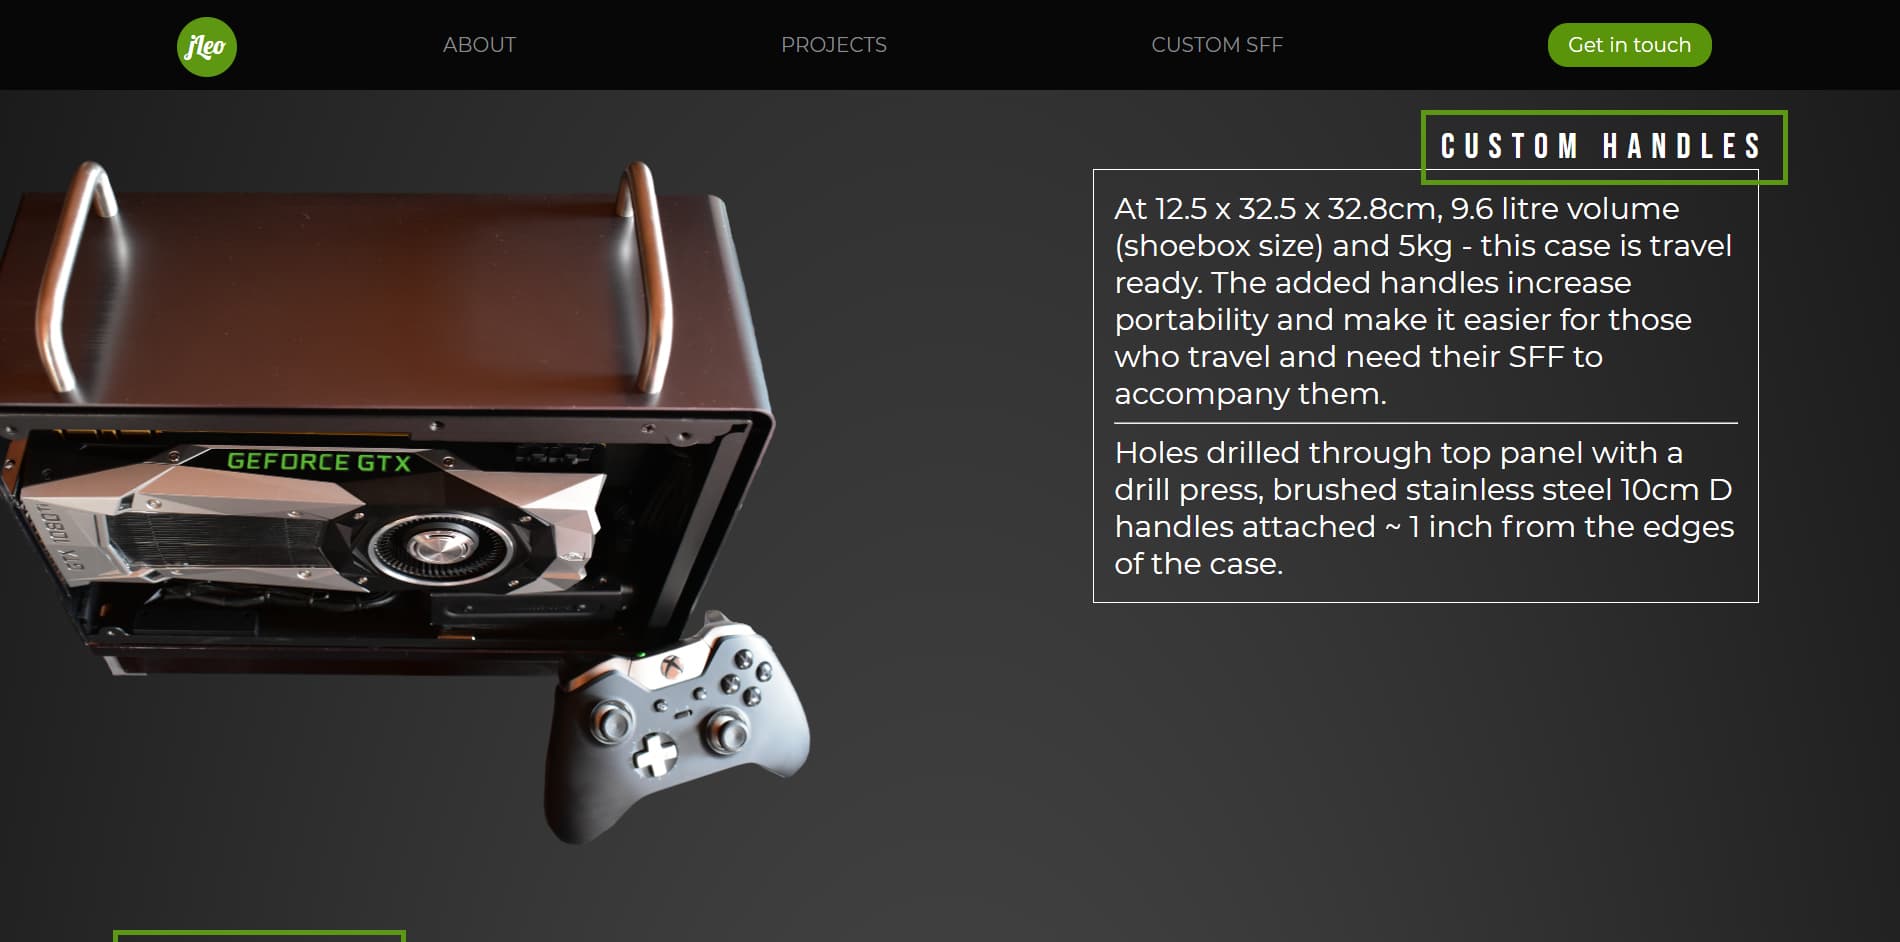 jLeo
ABOUT
PROJECTS
CUSTOM SFF
Get in touch
CUSTOM HANDLES
At 12.5 x 32.5 x 32.8cm, 9.6 litre volume
(shoebox size) and 5kg - this case is travel
ready. The added handles increase
portability and make it easier for those
who travel and need their SFF to
accompany them.
Holes drilled through top panel with a
drill press, brushed stainless steel 10cm D
handles attached ~ 1 inch from the edges
of the case.
GEFORCE GTX
GTX 1080 Ti